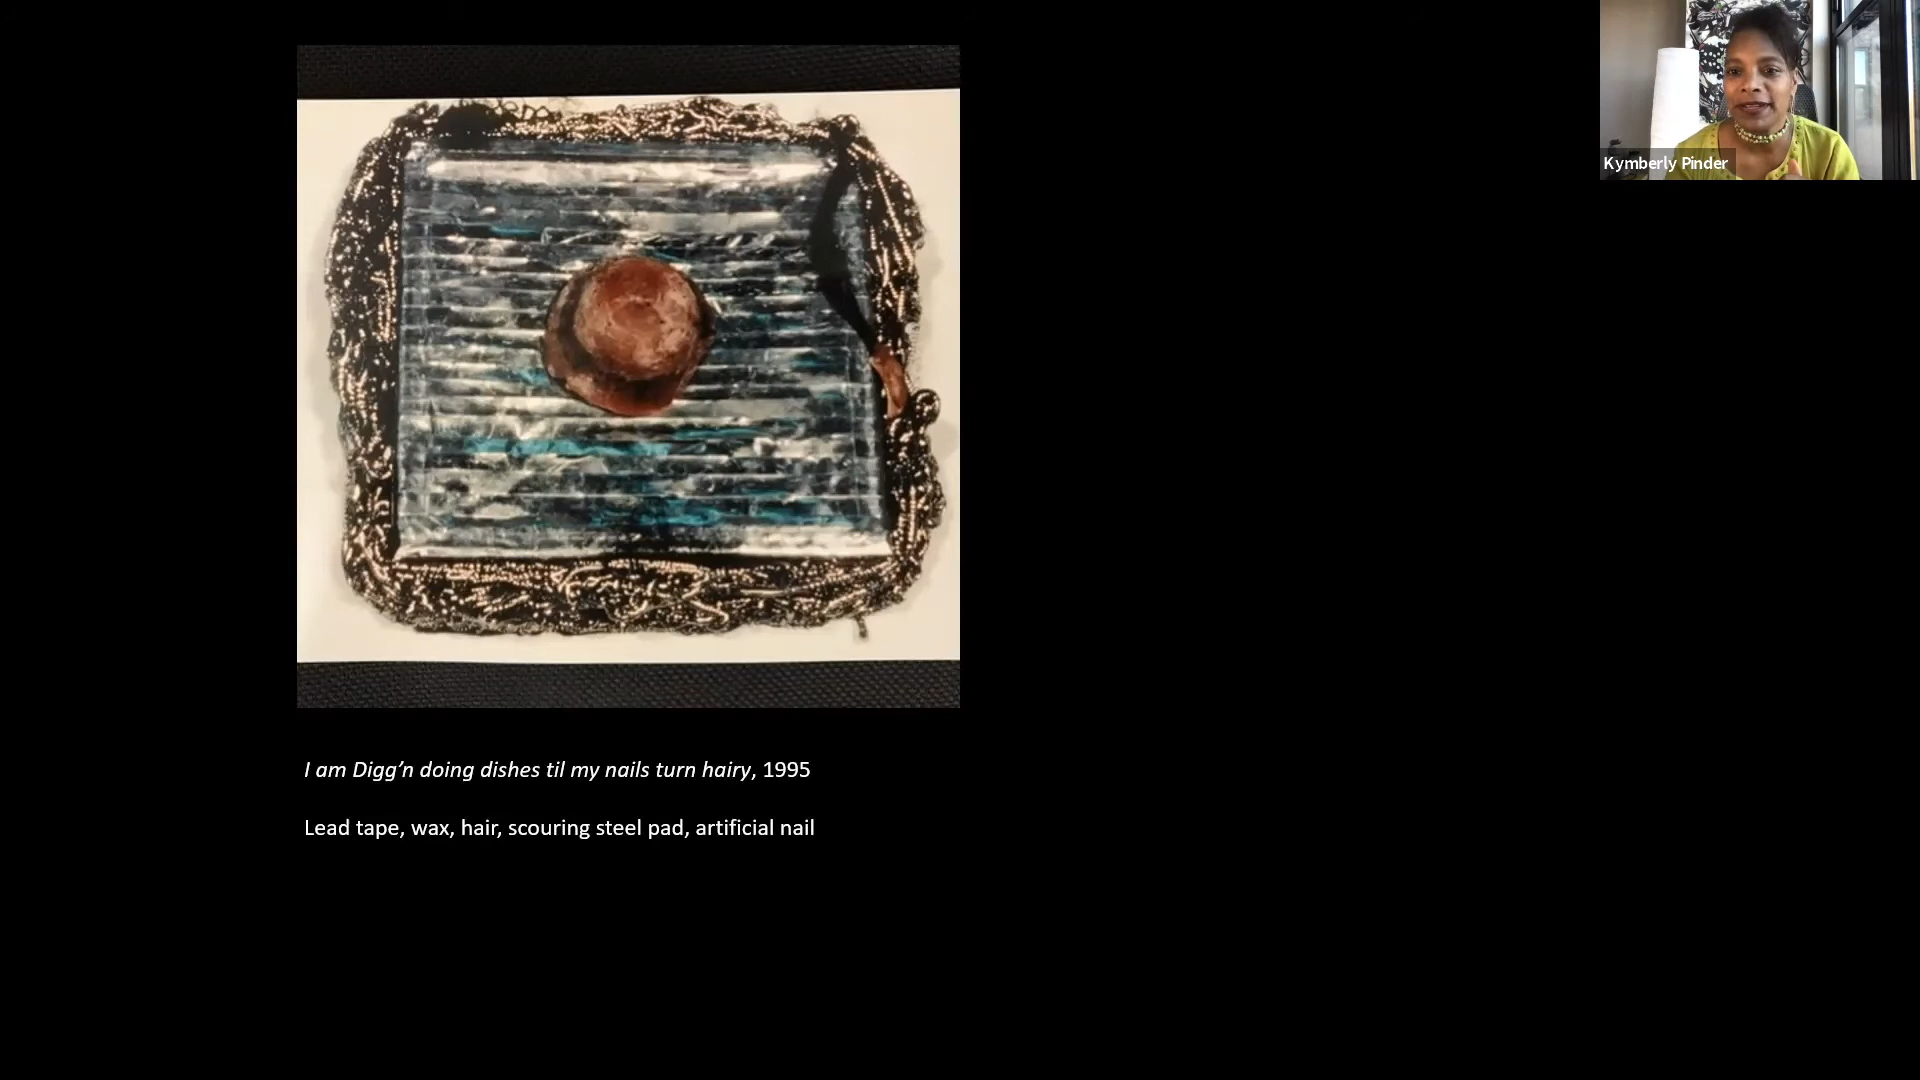 Kymberly Pinder
I am Digg’n doing dishes til my nails turn hairy, 1995
Lead tape, wax, hair, scouring steel pad, artificial nail